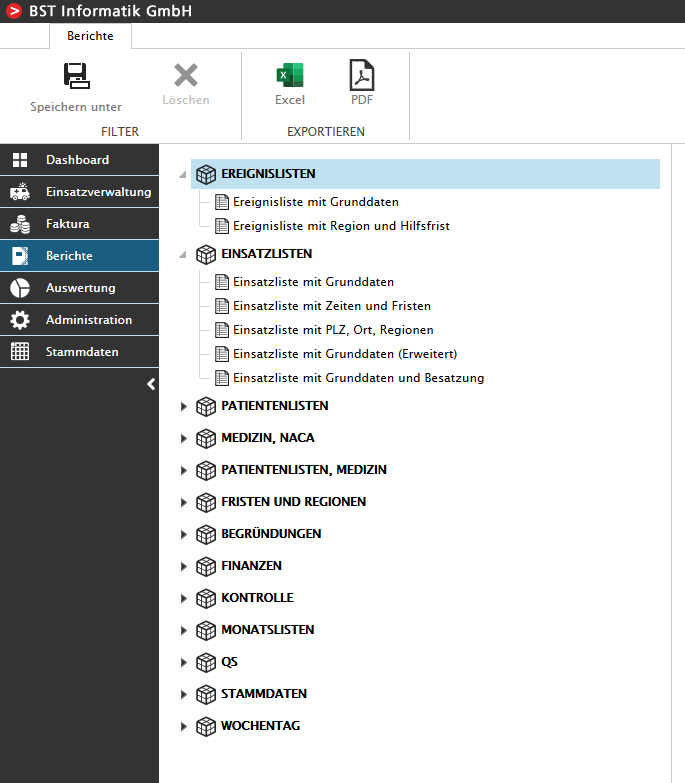 BST Informatik GmbH
Berichte
Speichern unter
Löschen
Excel
PDF
FILTER
EXPORTIEREN
Dashboard
Einsatzverwaltung
Faktura
Berichte
Auswertung
Administration
Stammdaten
EREIGNISLISTEN
Ereignisliste mit Grunddaten
Ereignisliste mit Region und Hilfsfrist
EINSATZLISTEN
Einsatzliste mit Grunddaten
Einsatzliste mit Zeiten und Fristen
Einsatzliste mit PLZ, Ort, Regionen
Einsatzliste mit Grunddaten (Erweitert)
Einsatzliste mit Grunddaten und Besatzung
PATIENTENLISTEN
MEDIZIN, NACA
PATIENTENLISTEN, MEDIZIN
FRISTEN UND REGIONEN
BEGRÜNDUNGEN
FINANZEN
KONTROLLE
MONATSLISTEN
QS
STAMMDATEN
WOCHENTAG